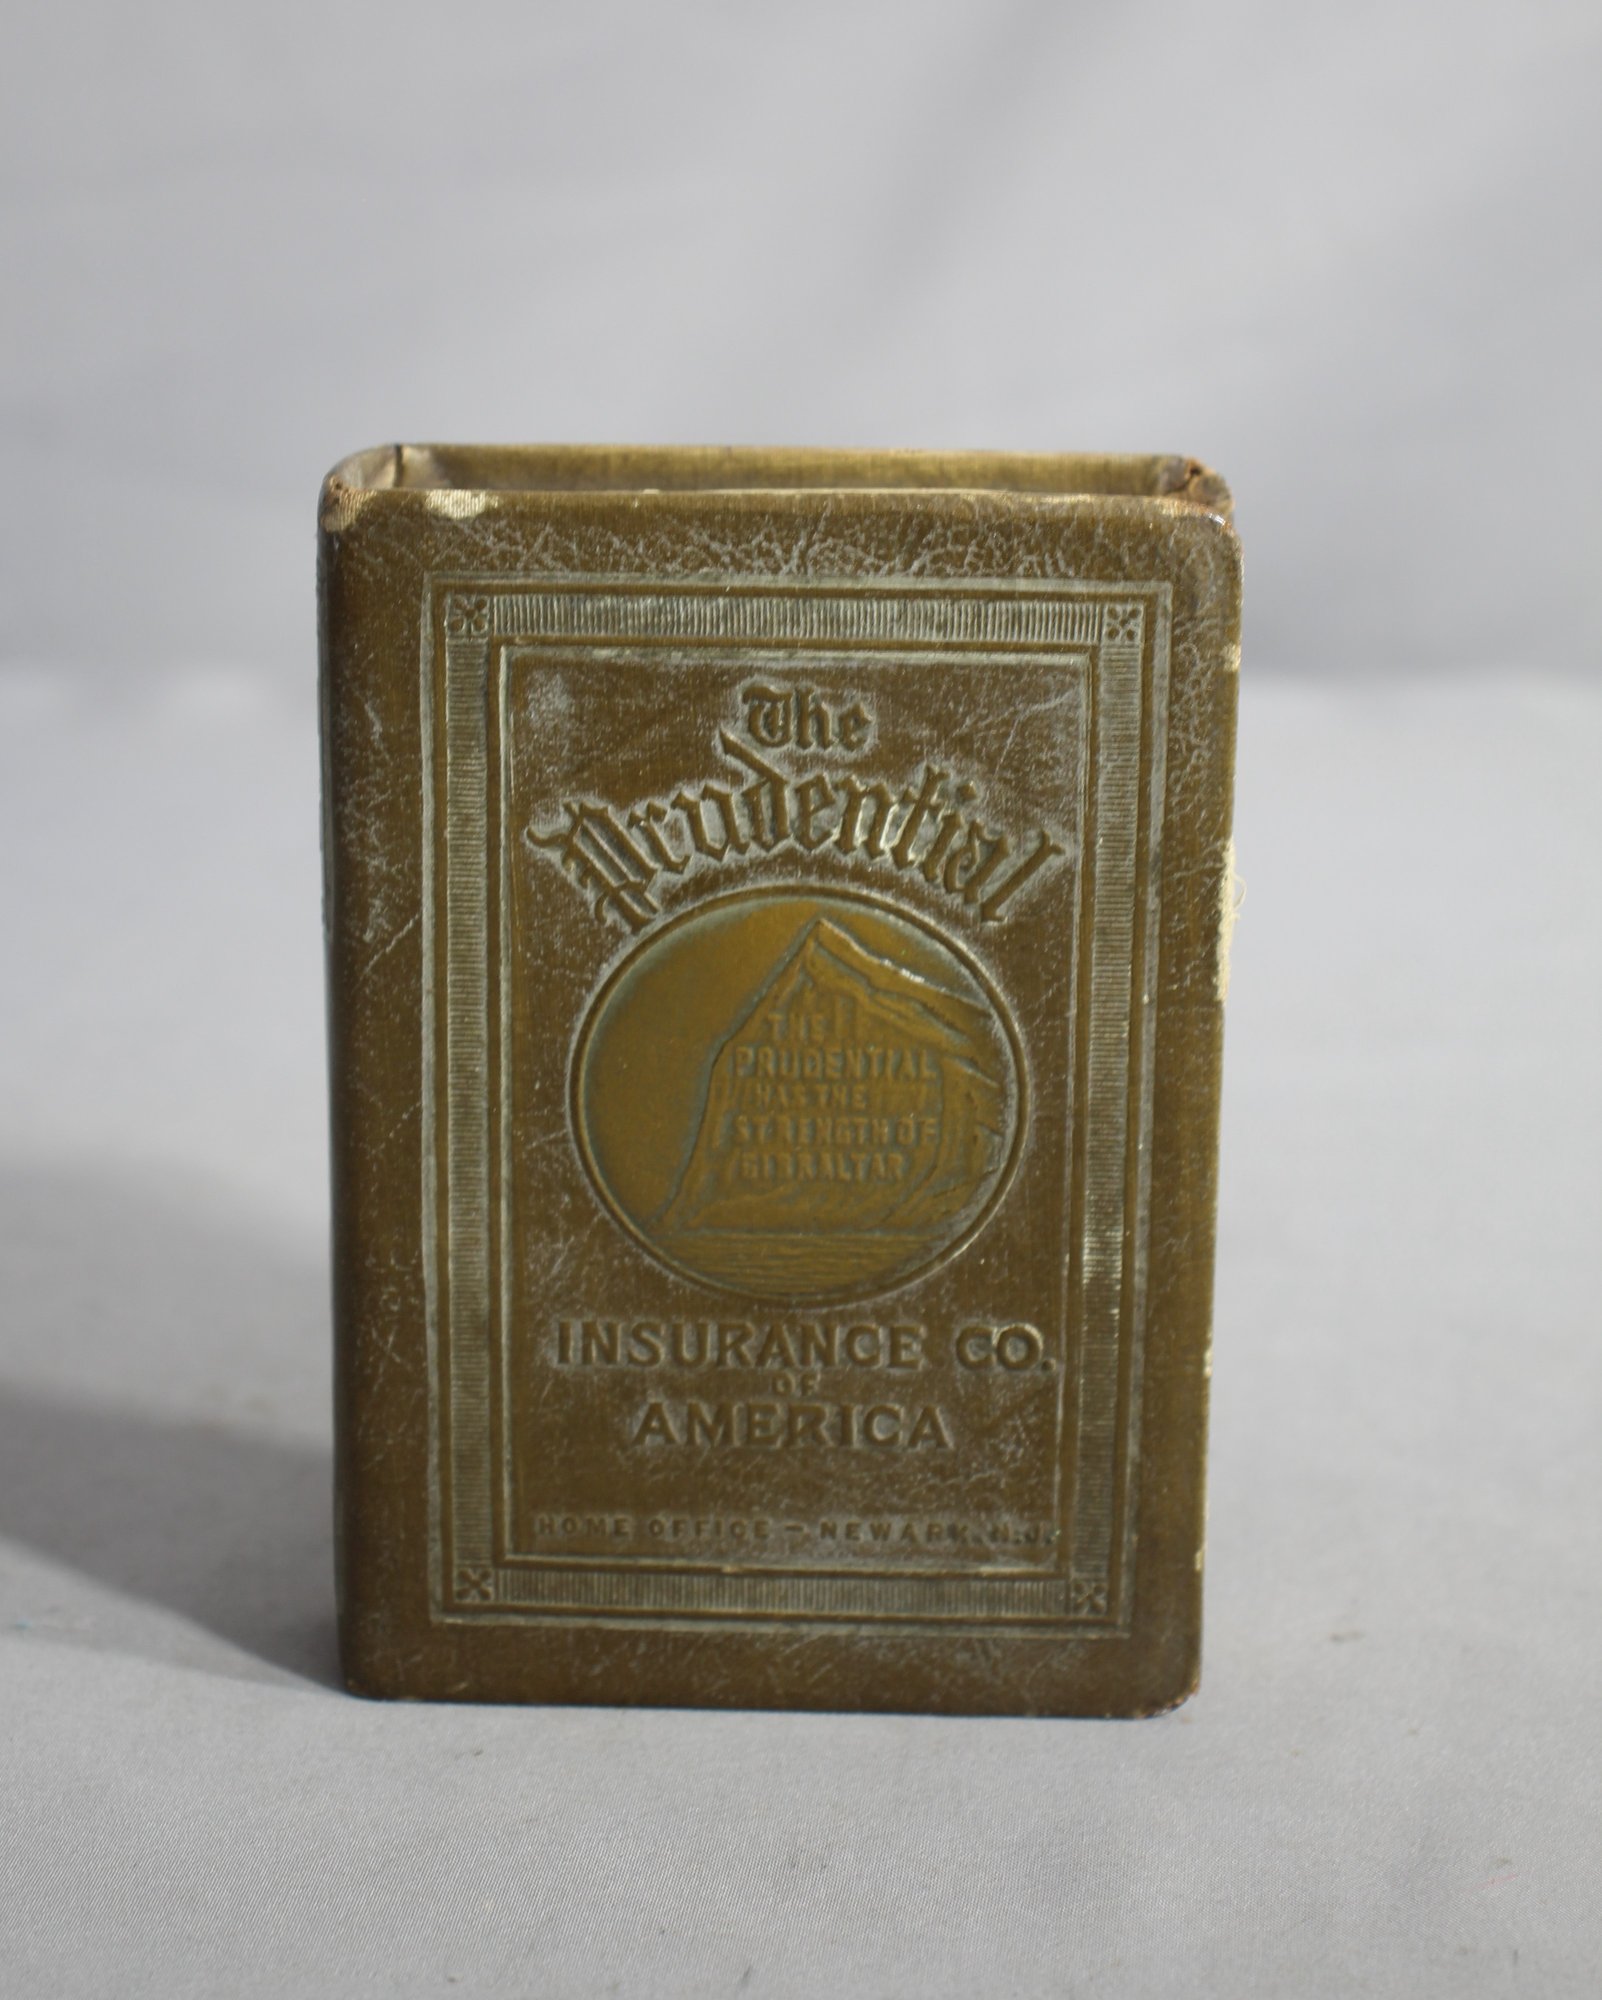 The
Prudential
THE
PRUDENTIAL
HAS THE
STRENGTH OF
GIBRALTAR
INSURANCE CO.
OF
AMERICA
HOME OFFICE - NEWARK, N.J.